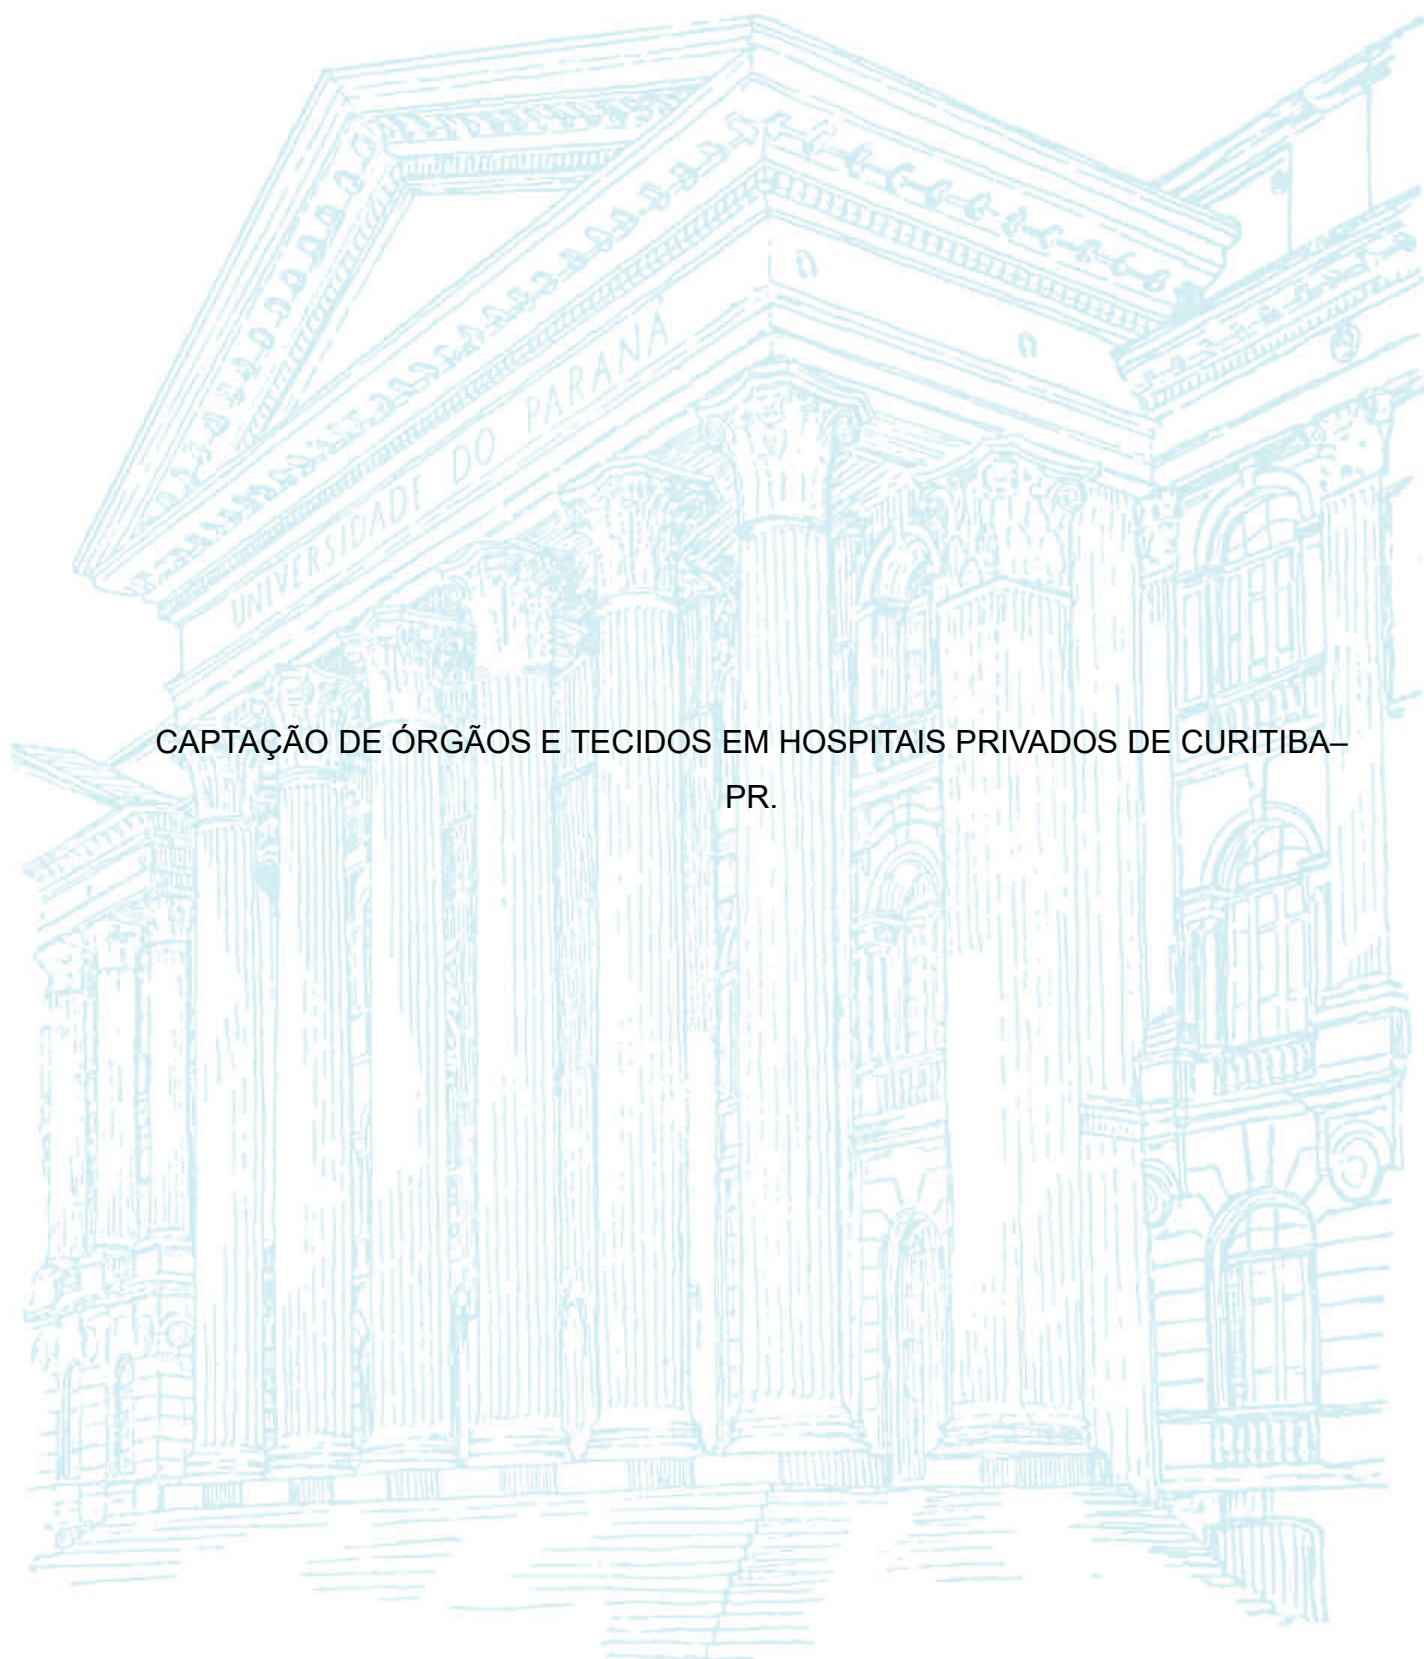 UNIVERSIDADE DO PARANÁ
CAPTAÇÃO DE ÓRGÃOS E TECIDOS EM HOSPITAIS PRIVADOS DE CURITIBA–
PR.